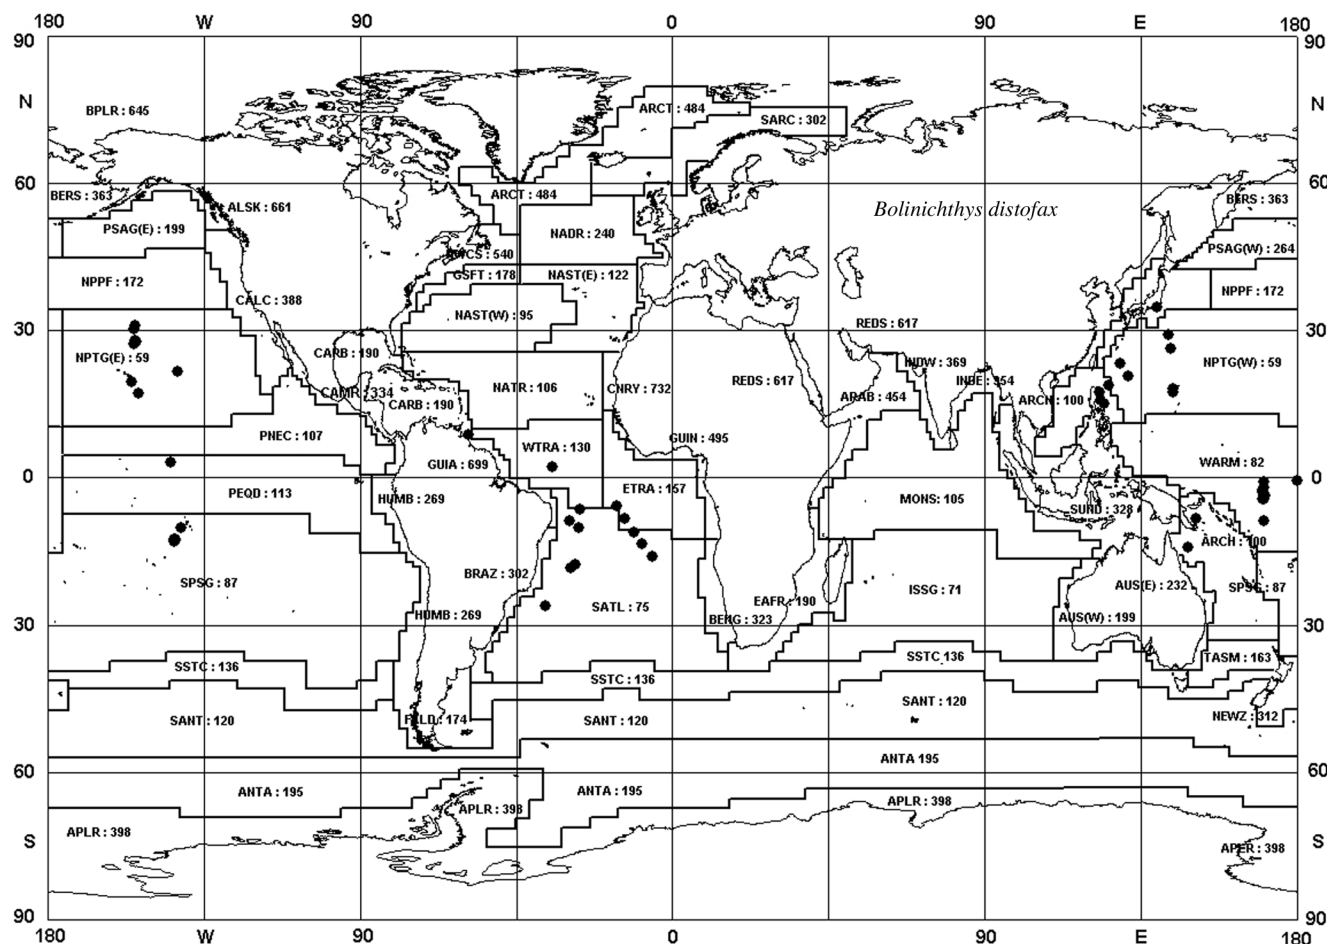 180 W 90 0 90 E 180
90 90
N N
BPLR : 645 ARCT : 484
SARC : 302
60 60
BERS : 363 ALSK : 661 ARCT : 484 Bolinichthys distofax BERS : 363
PSAG(E) : 199 NADR : 240 PSAG(W) : 264
NWCS : 540
NPPF : 172 GSFT : 178 NAST(E) : 122 NPPF : 172
CALC : 388 NAST(W) : 95
30 REDS : 617 30
NPTG(E) : 59 CARB : 190 INDW : 369 NPTG(W) : 59
CAMR : 334 NATR : 106 CNRY : 732 REDS : 617 INBE : 354
CARB : 190 ARAB : 454 ARCH : 100
PNEC : 107 WTRA : 130 GUIN : 495
GUIA : 699 WARM : 82
0 0
PEQD : 113 HUMB : 269 ETRA : 157 MONS : 105 SUND : 328
ARCH : 100
SPSG : 87 BRAZ : 302 ISSG : 71 AUS(E) : 232 SPSG : 87
HUMB : 269 SATL : 75 EAFR : 190 AUS(W) : 199
BENG : 323
30 30
SSTC : 136 SSTC 136 TASM : 163
SSTC : 136
SANT : 120 FKLD : 174 SANT : 120 SANT : 120 NEWZ : 312
ANTA 195
60 60
ANTA : 195 ANTA : 195
APLR : 398 APLR : 398
APLR : 398
S S
APLR : 398
90 90
180 W 90 0 90 E 180